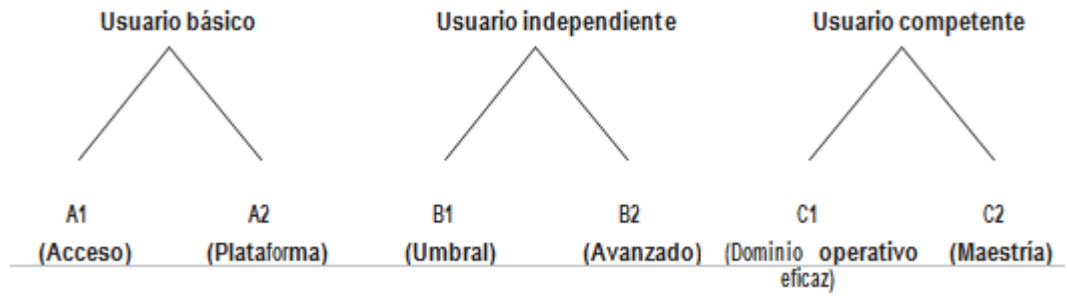 Usuario básico Usuario independiente Usuario competente
A1 A2 B1 B2 C1 C2
(Acceso) (Plataforma) (Umbral) (Avanzado) (Dominio operativo (Maestría)
eficaz)